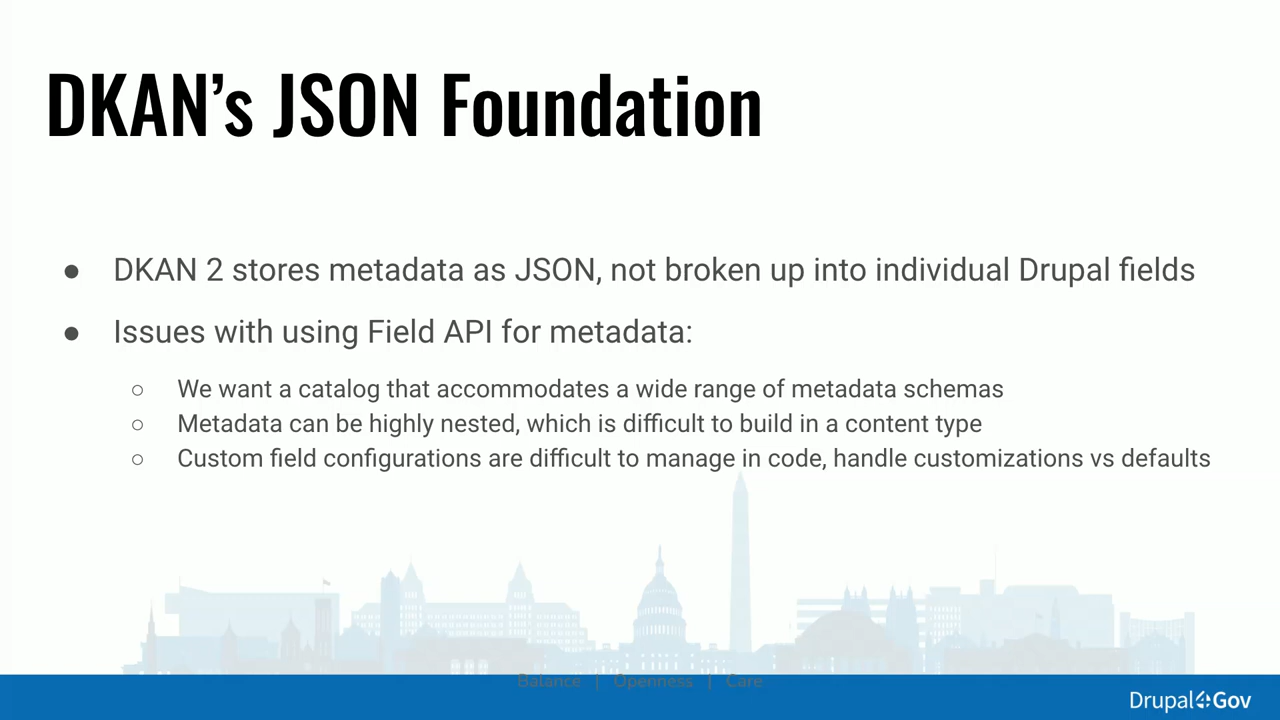 DKAN’s JSON Foundation
● DKAN 2 stores metadata as JSON, not broken up into individual Drupal fields
● Issues with using Field API for metadata:
○ We want a catalog that accommodates a wide range of metadata schemas
○ Metadata can be highly nested, which is difficult to build in a content type
○ Custom field configurations are difficult to manage in code, handle customizations vs defaults
Balance | Openness | Care
Drupal4Gov